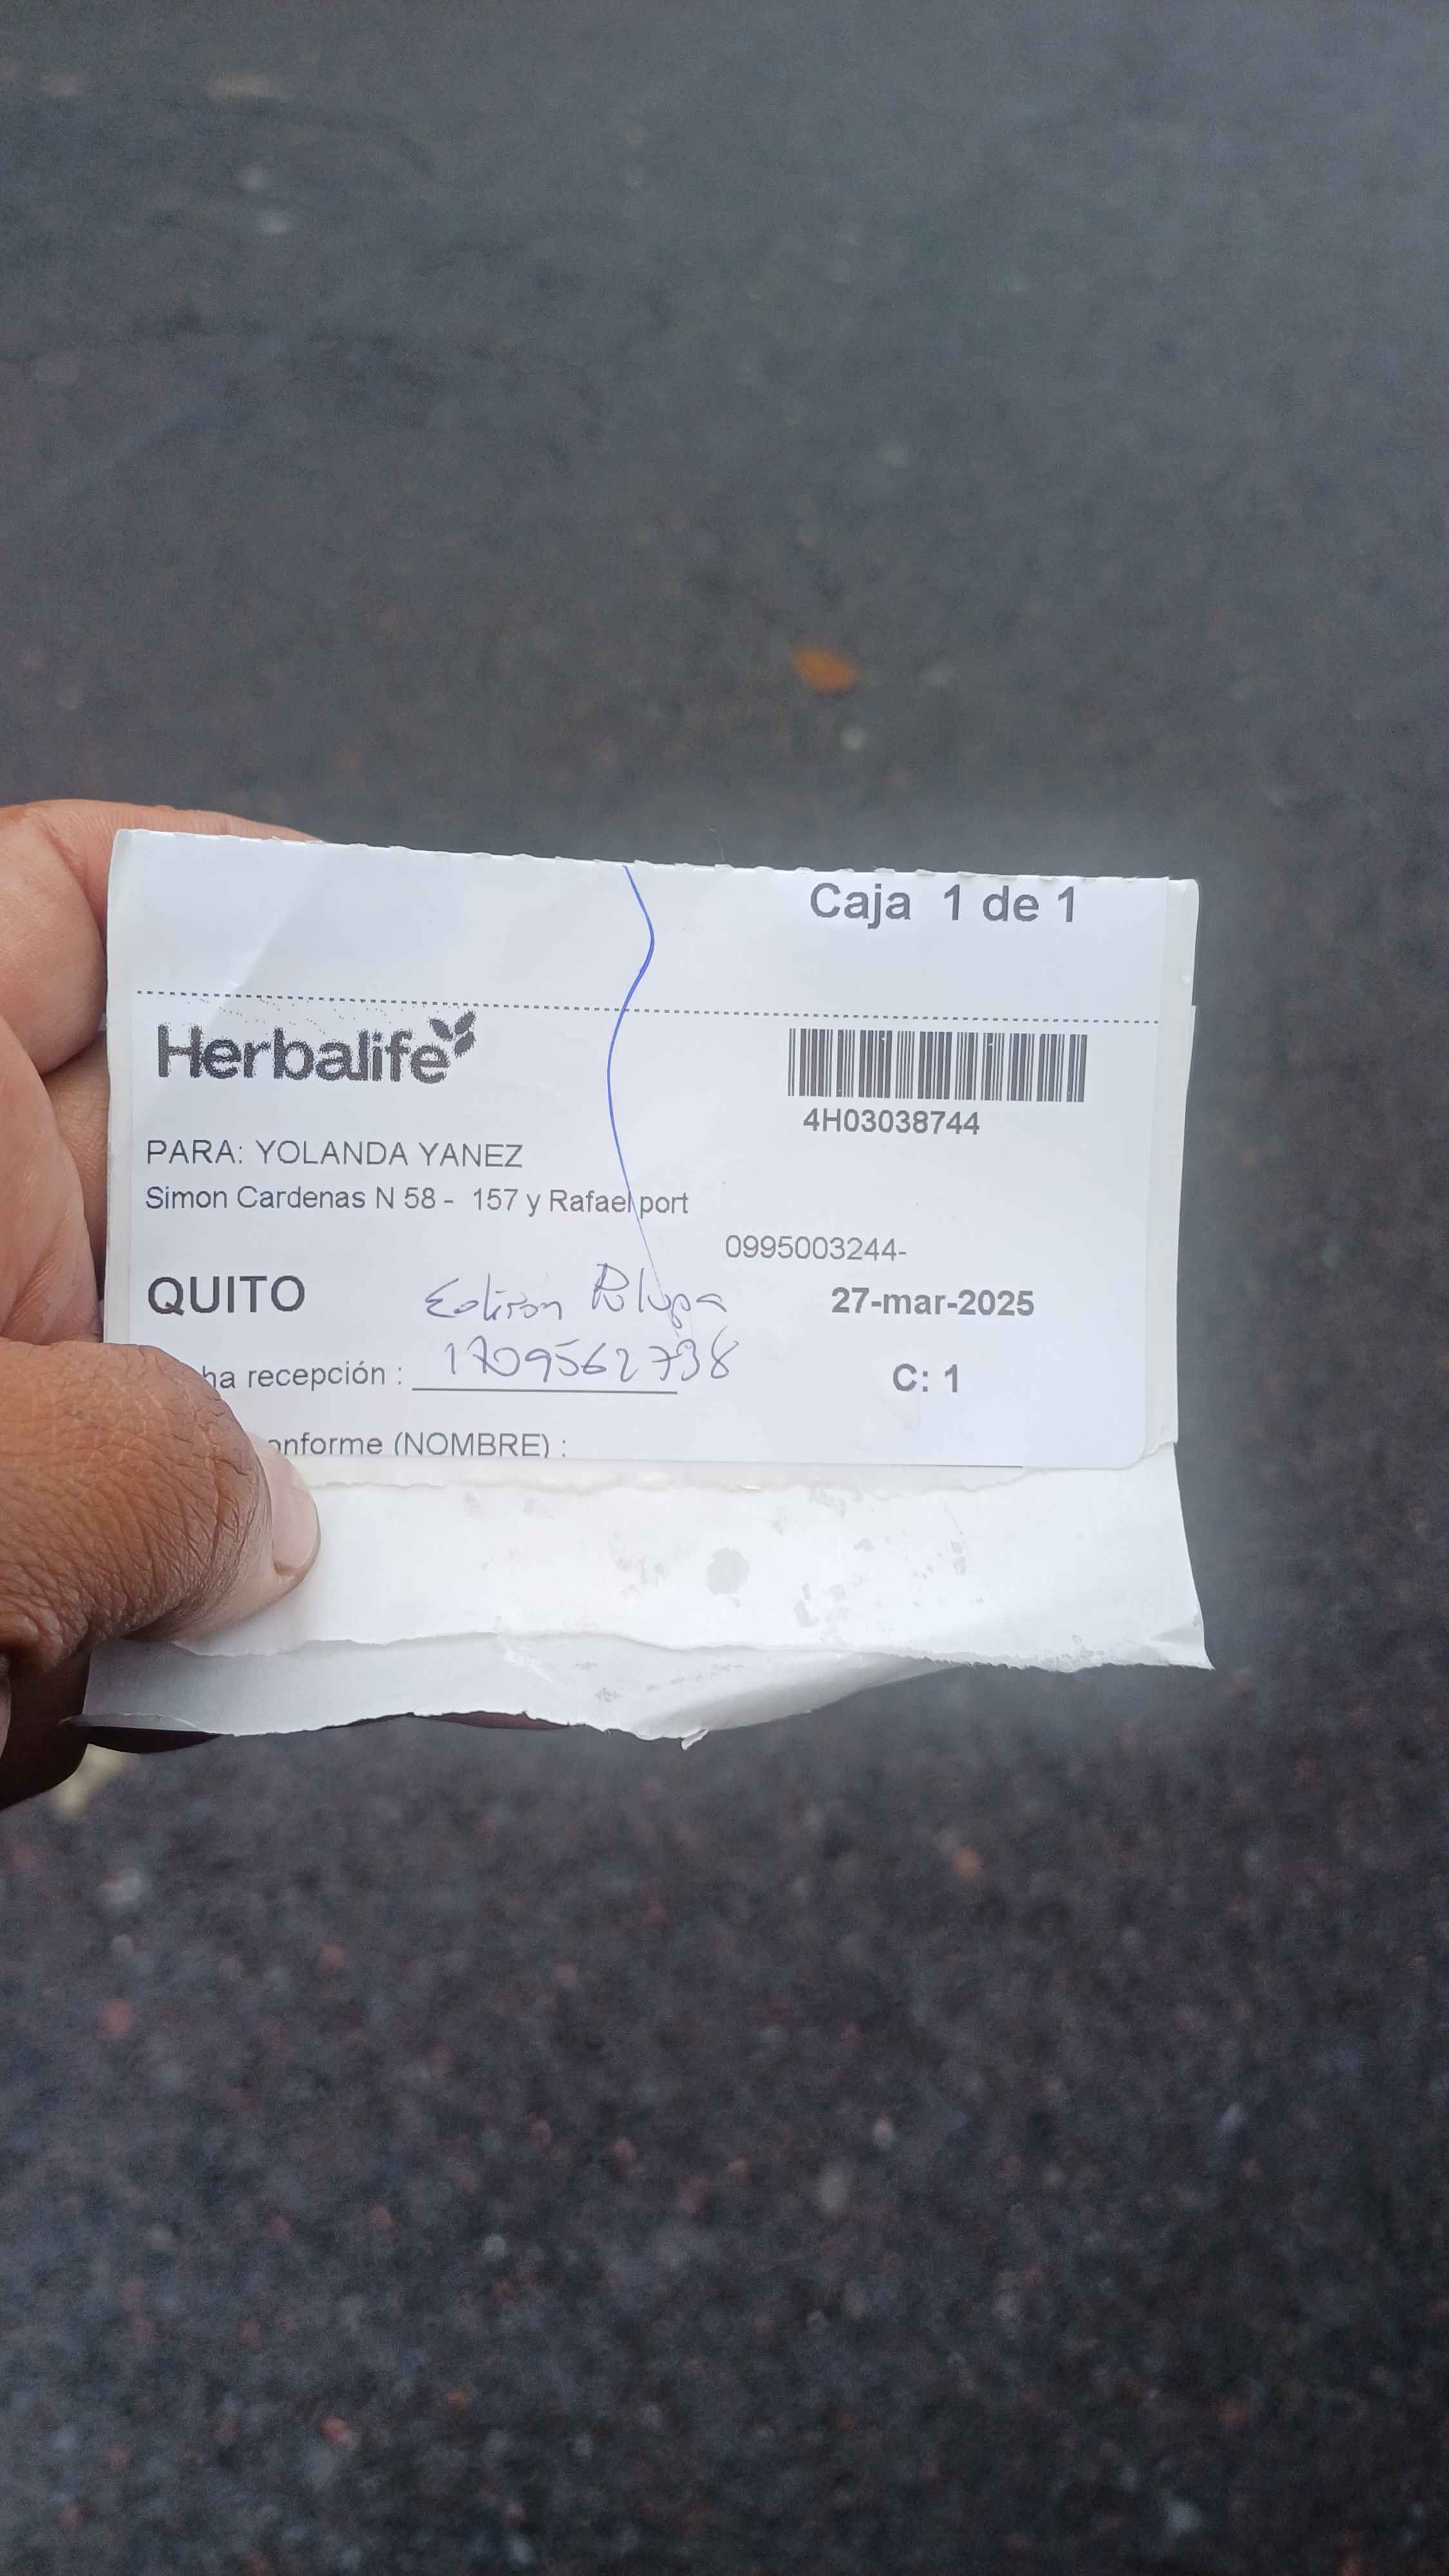 Caja 1 de 1
Herbalife
4H03038744
PARA: YOLANDA YANEZ
Simon Cardenas N 58 - 157 y Rafael port
0995003244-
QUITO
27-mar-2025
1709562738
ha recepción :
C: 1
onforme (NOMBRE) :